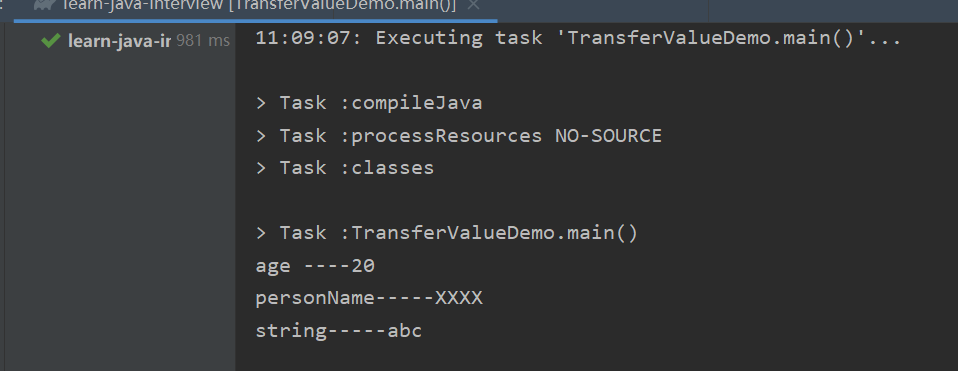 learn-java-interview [TransferValueDemo.main()] ×
learn-java-ir 981 ms
11:09:07: Executing task 'TransferValueDemo.main()'...
> Task :compileJava
> Task :processResources NO-SOURCE
> Task :classes
> Task :TransferValueDemo.main()
age ----20
personName-----XXXX
string-----abc